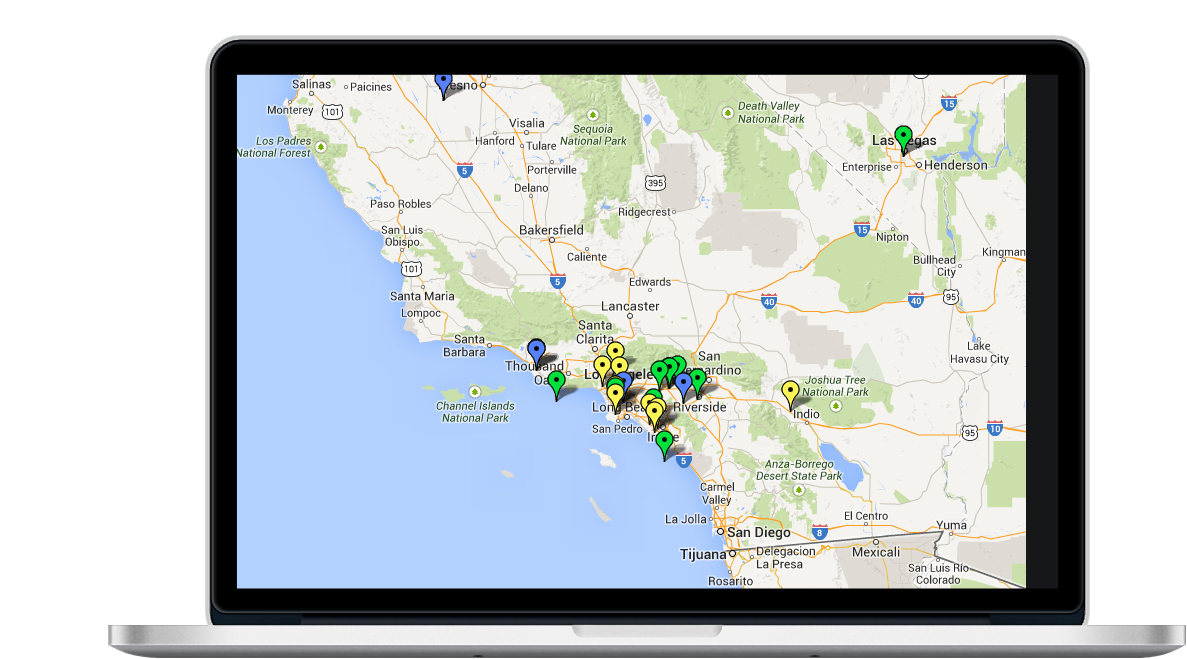 Salinas
Paicines
esno
Monterey
101
Los Padres
National Forest
Visalia
Hanford
Tulare
Sequoia
National Park
Death Valley
National Park
15
Las
egas
Enterprise
Henderson
5
Porterville
Delano
395
Paso Robles
Ridgecrest
San Luis
Obispo
Bakersfield
15
Nipton
Caliente
Bullhead
City
Kingman
101
5
Edwards
Santa Maria
Lompoc
Lancaster
40
40
95
Santa
Clarita
Santa
Barbara
Lake
Havasu City
San
ernardino
Thousand
Oa
Lo
gele
Joshua Tree
National Park
Channel Islands
National Park
Long Bea
Riverside
Indio
San Pedro
Ir
e
95
10
5
Anza-Borrego
Desert State Park
Carmel
Valley
La Jolla
El Centro
San Diego
8
Yuma
Tijuana
Delegacion
La Presa
Mexicali
San Luis Río
Colorado
Rosarito